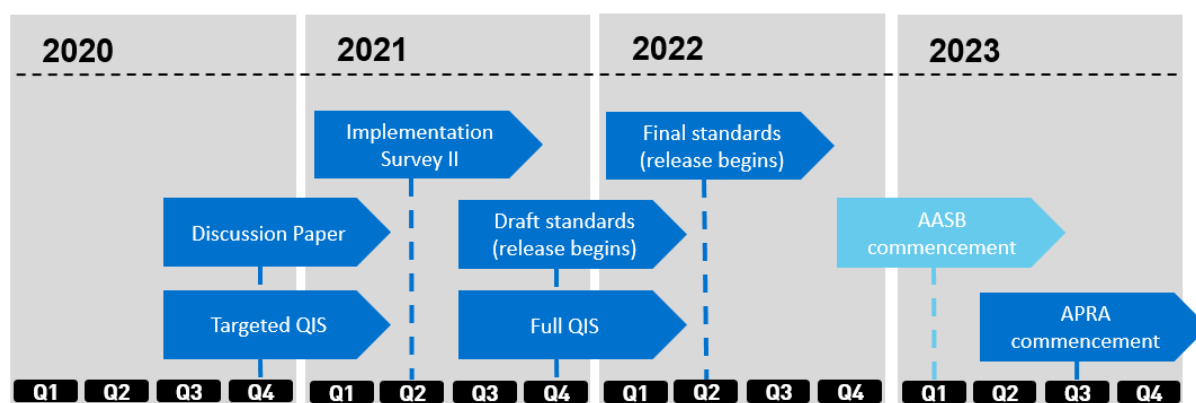 2020
2021
2022
2023
Implementation
Survey II
Final standards
(release begins)
Discussion Paper
Draft standards
(release begins)
AASB
commencement
Targeted QIS
Full QIS
APRA
commencement
Q1 Q2 Q3 Q4 Q1 Q2 Q3 Q4 Q1 Q2 Q3 Q4 Q1 Q2 Q3 Q4